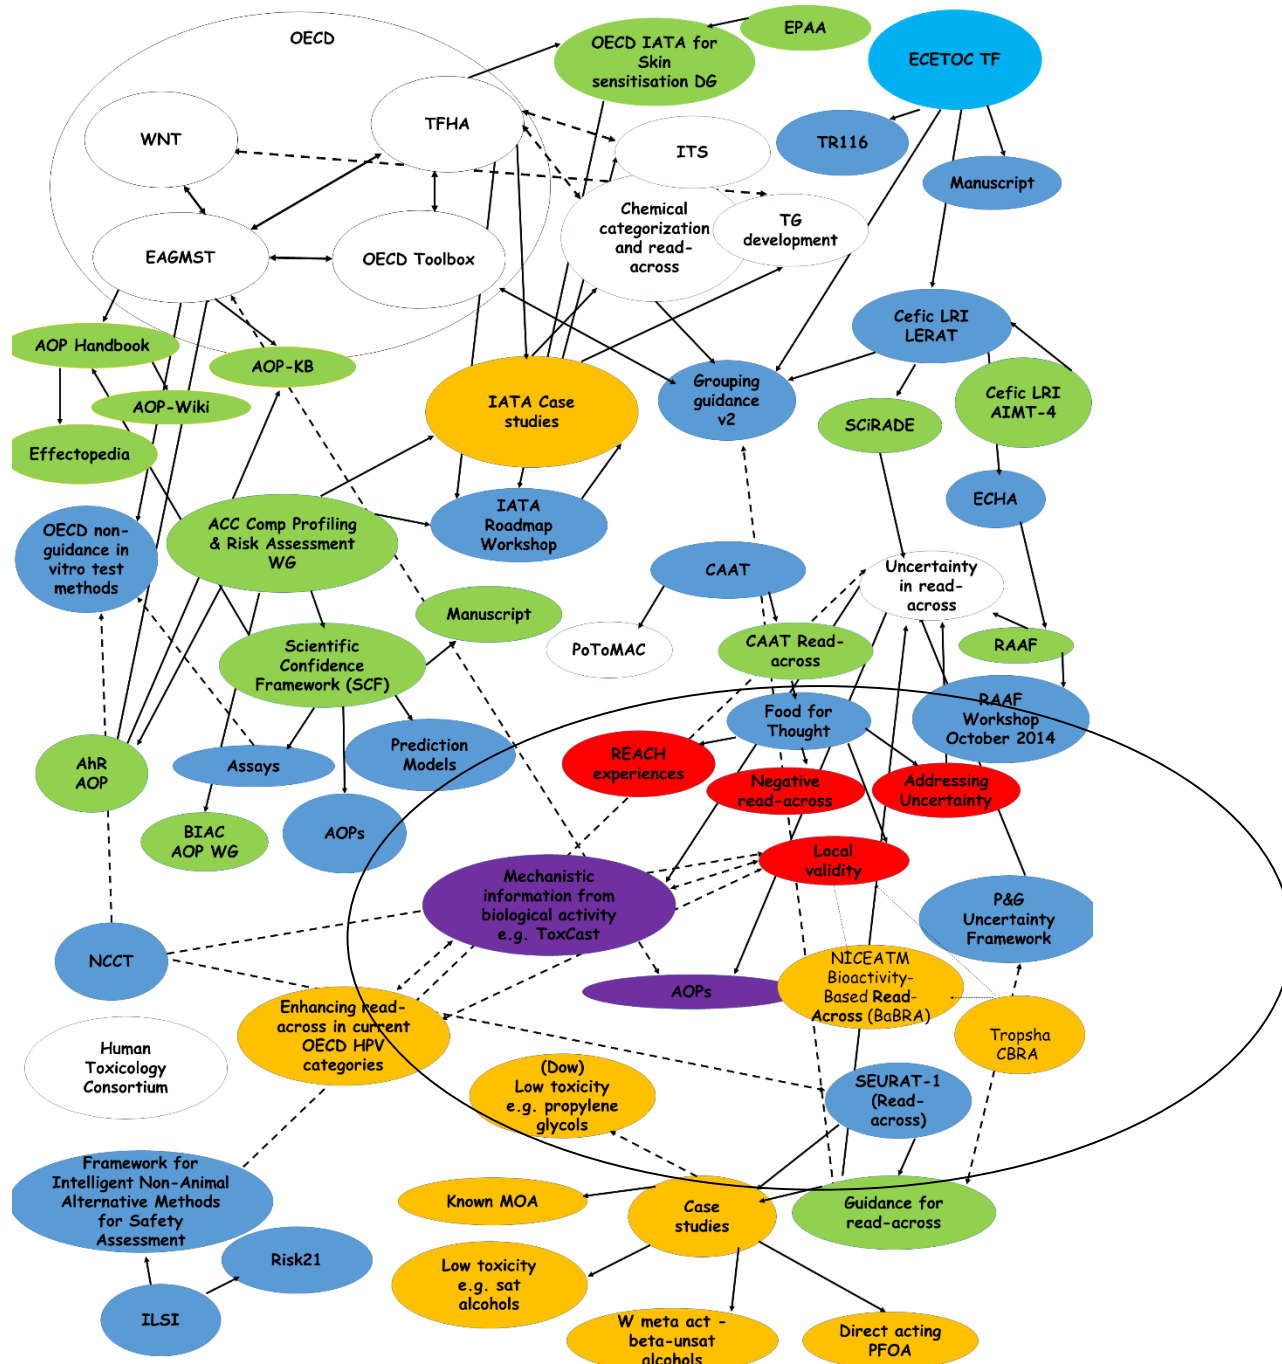 OECD
OECD IATA for
Skin
sensitisation DG
EPAA
ECETOC TF
WNT
TFHA
ITS
TR116
Manuscript
Chemical
categorization
and read-
across
TG
development
EAGMST
OECD Toolbox
Cefic LRI
LERAT
AOP Handbook
AOP-KB
AOP-Wiki
IATA Case
studies
Grouping
guidance
v2
Cefic LRI
AIMT-4
SCiRADE
Effectopedia
ECHA
OECD non-
guidance in
vitro test
methods
ACC Comp Profiling
& Risk Assessment
WG
IATA
Roadmap
Workshop
CAAT
Uncertainty
in read-
across
Manuscript
PoToMAC
CAAT Read-
across
RAAF
Scientific
Confidence
Framework (SCF)
RAAF
Workshop
October 2014
Food for
Thought
AhR
AOP
Assays
Prediction
Models
REACH
experiences
Negative
read-across
Addressing
Uncertainty
BIAC
AOP WG
AOPs
Local
validity
Mechanistic
information from
biological activity
e.g. ToxCast
P&G
Uncertainty
Framework
NCCT
AOPs
NICEATM
Bioactivity-
Based Read-
Across (BaBRA)
Enhancing read-
across in current
OECD HPV
categories
Tropsha
CBRA
Human
Toxicology
Consortium
(Dow)
Low toxicity
e.g. propylene
glycols
SEURAT-1
(Read-
across)
Framework for
Intelligent Non-Animal
Alternative Methods
for Safety
Assessment
Known MOA
Case
studies
Guidance for
read-across
Risk21
Low toxicity
e.g. sat
alcohols
ILSI
W meta act -
beta-unsat
alcohols
Direct acting
PFOA